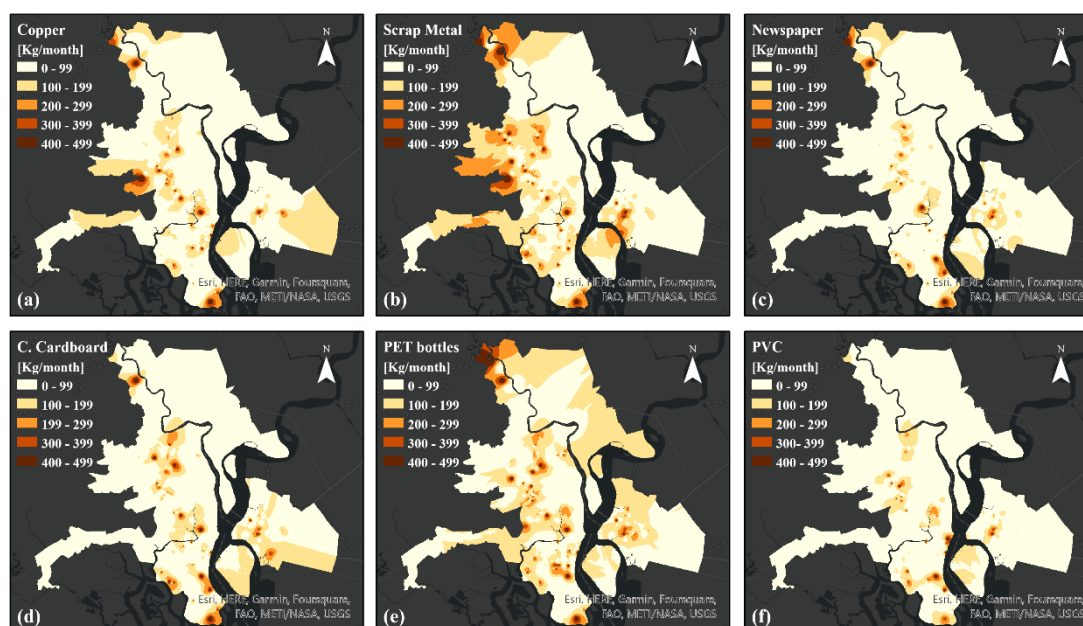 Copper
[Kg/month]
0 - 99
100 - 199
200 - 299
300 - 399
400 - 499
N
Esri, HERE, Garmin, Foursquare,
FAO, METI/NASA, USGS
(a)
Scrap Metal
[Kg/month]
0 - 99
100 - 199
200 - 299
300 - 399
400 - 499
N
Esri, HERE, Garmin, Foursquare,
FAO, METI/NASA, USGS
(b)
Newspaper
[Kg/month]
0 - 99
100 - 199
200 - 299
300 - 399
400 - 499
N
Esri, HERE, Garmin, Foursquare,
FAO, METI/NASA, USGS
(c)
C. Cardboard
[Kg/month]
0 - 99
100 - 199
199 - 299
300 - 399
400 - 499
N
Esri, HERE, Garmin, Foursquare,
FAO, METI/NASA, USGS
(d)
PET bottles
[Kg/month]
0 - 99
100 - 199
200 - 299
300 - 399
400 - 499
N
Esri, HERE, Garmin, Foursquare,
FAO, METI/NASA, USGS
(e)
PVC
[Kg/month]
0 - 99
100 - 199
200 - 299
300- 399
400 - 499
N
Esri, HERE, Garmin, Foursquare,
FAO, METI/NASA, USGS
(f)